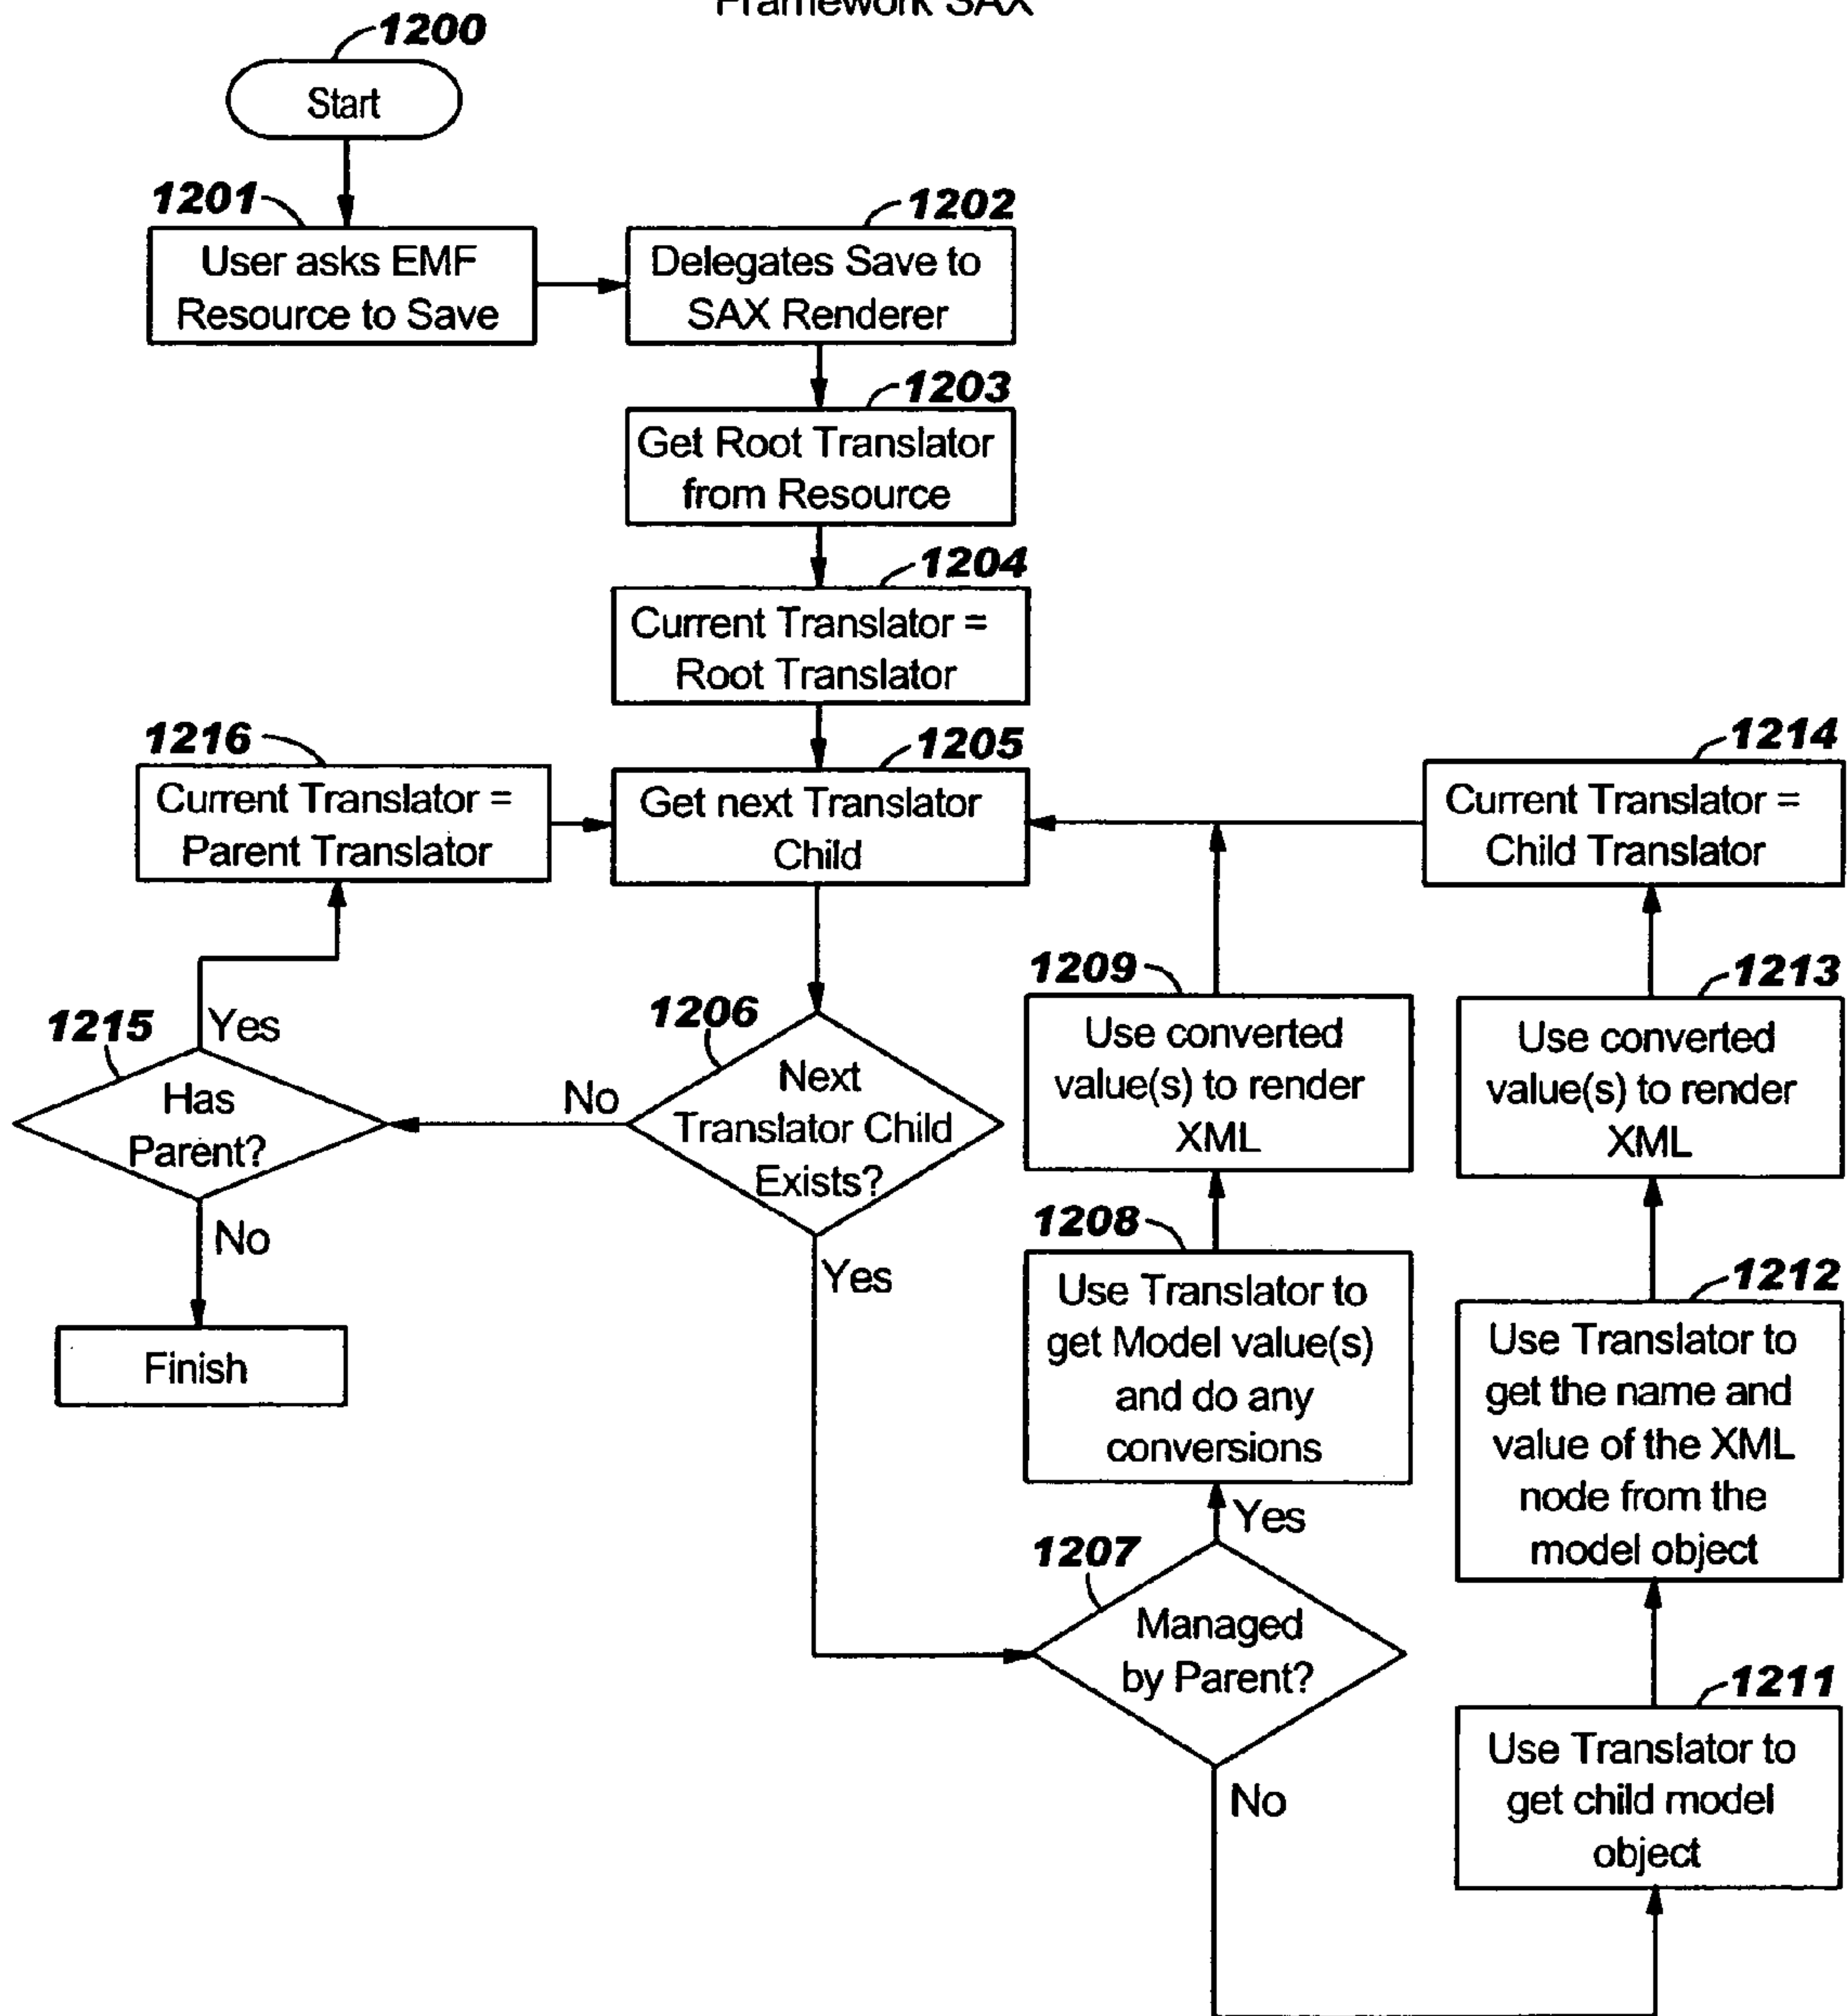 Framework SAX
1200
Start
1201
User asks EMF
Resource to Save
1202
Delegates Save to
SAX Renderer
1203
Get Root Translator
from Resource
1204
Current Translator =
Root Translator
1216
Current Translator =
Parent Translator
1205
Get next Translator
Child
1214
Current Translator =
Child Translator
1215
Has
Parent?
Yes
No
Finish
1206
Next
Translator Child
Exists?
No
Yes
1209
Use converted
value(s) to render
XML
1208
Use Translator to
get Model value(s)
and do any
conversions
Yes
1207
Managed
by Parent?
No
1213
Use converted
value(s) to render
XML
1212
Use Translator to
get the name and
value of the XML
node from the
model object
1211
Use Translator to
get child model
object